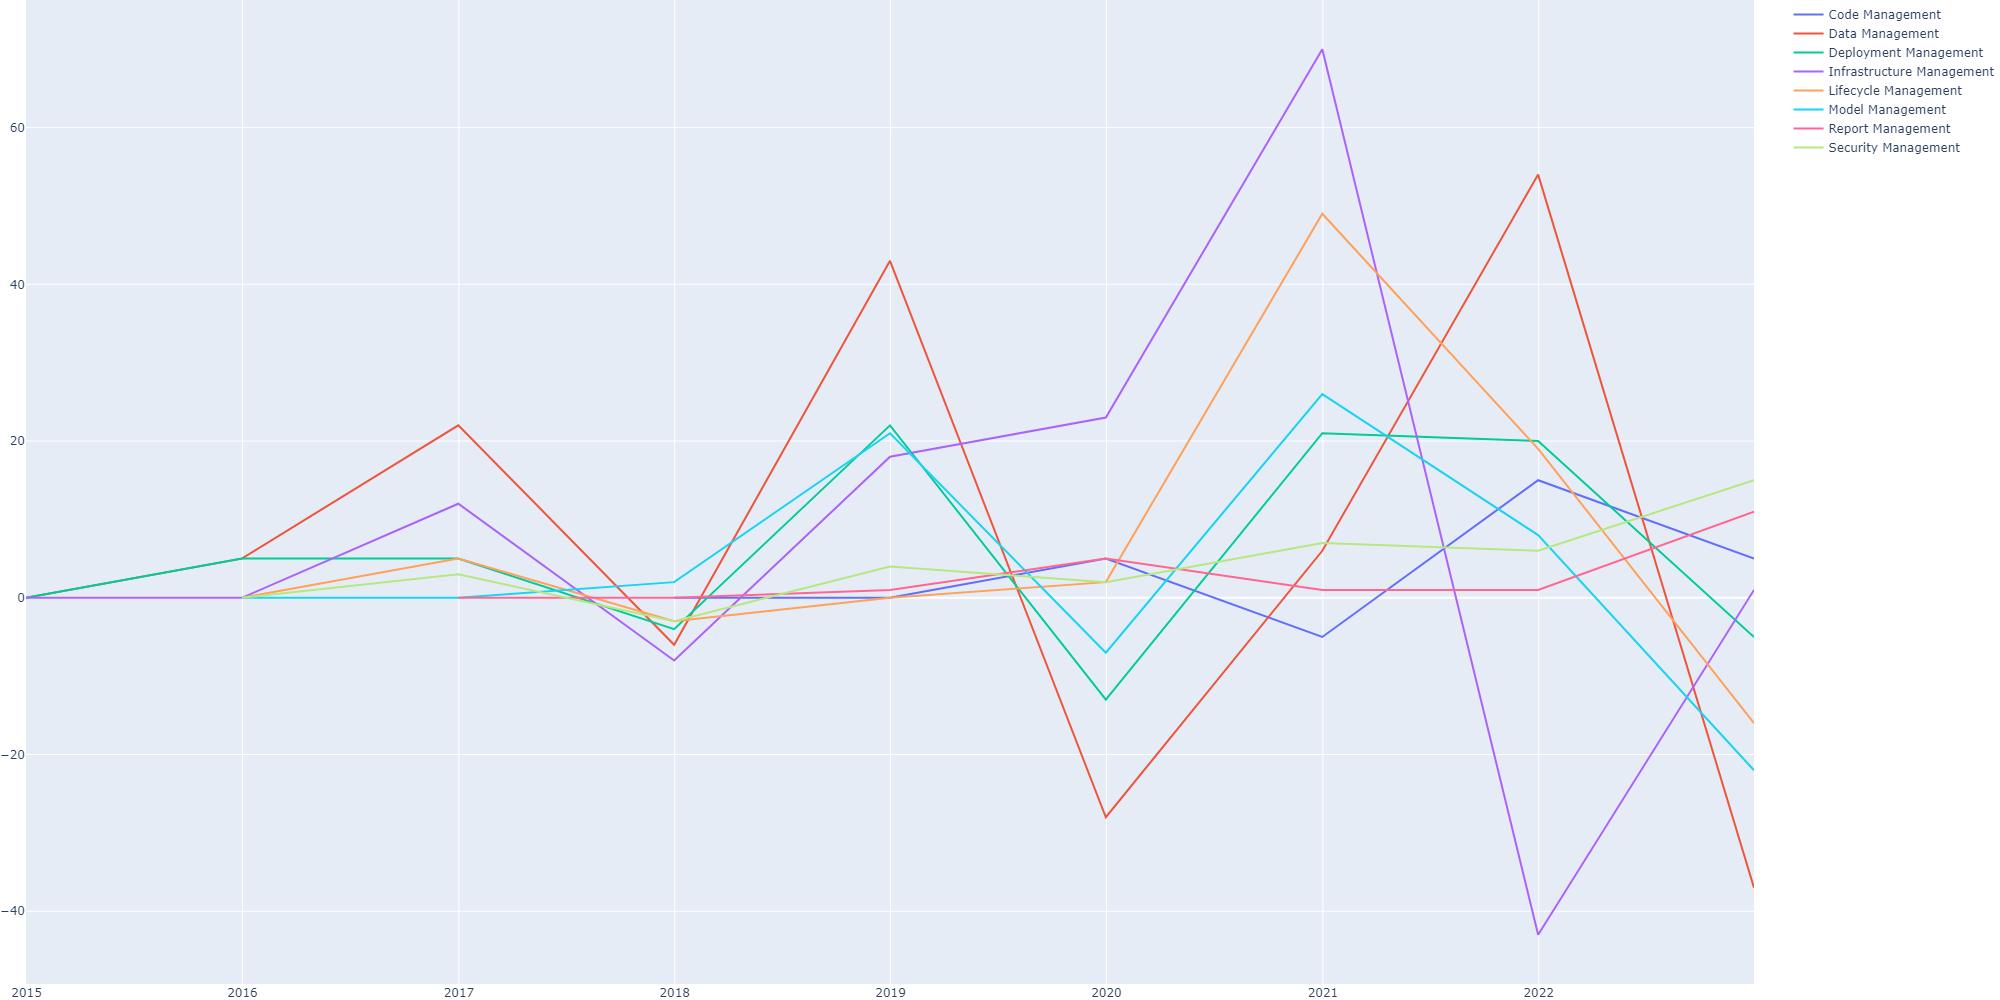 Code Management
Data Management
Deployment Management
Infrastructure Management
Lifecycle Management
Model Management
Report Management
Security Management
60
40
20
0
−20
−40
2015 2016 2017 2018 2019 2020 2021 2022